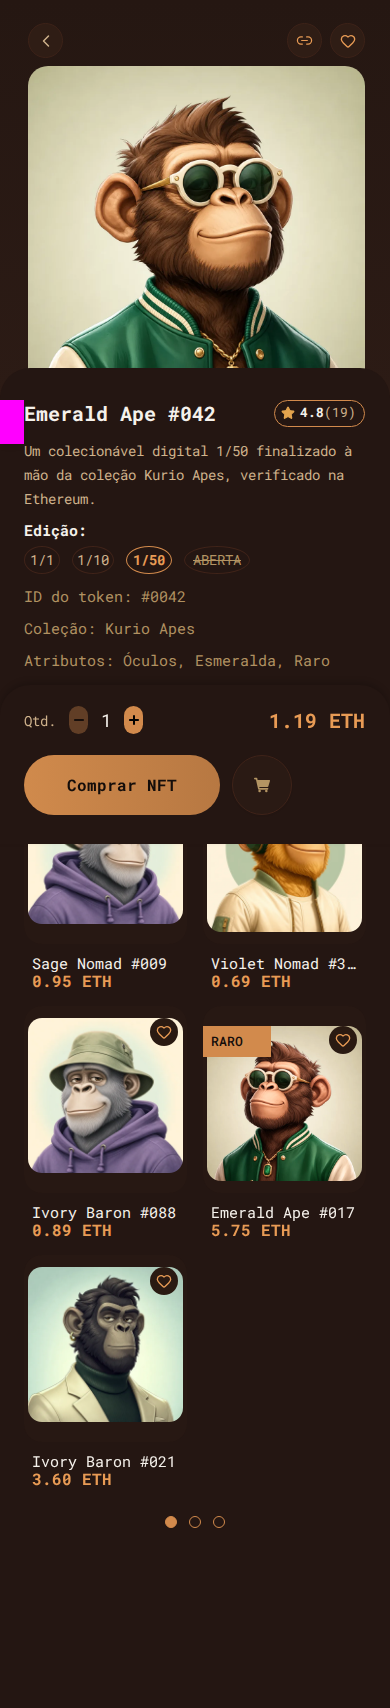 Emerald Ape #042
4.8(19)
Um colecionável digital 1/50 finalizado à
mão da coleção Kurio Apes, verificado na
Ethereum.
Edição:
1/1 1/10 1/50 ABERTA
ID do token: #0042
Coleção: Kurio Apes
Atributos: Óculos, Esmeralda, Raro
Qtd. − 1 + 1.19 ETH
Comprar NFT
Sage Nomad #009
0.95 ETH
Violet Nomad #3…
0.69 ETH
Ivory Baron #088
0.89 ETH
RARO
Emerald Ape #017
5.75 ETH
Ivory Baron #021
3.60 ETH